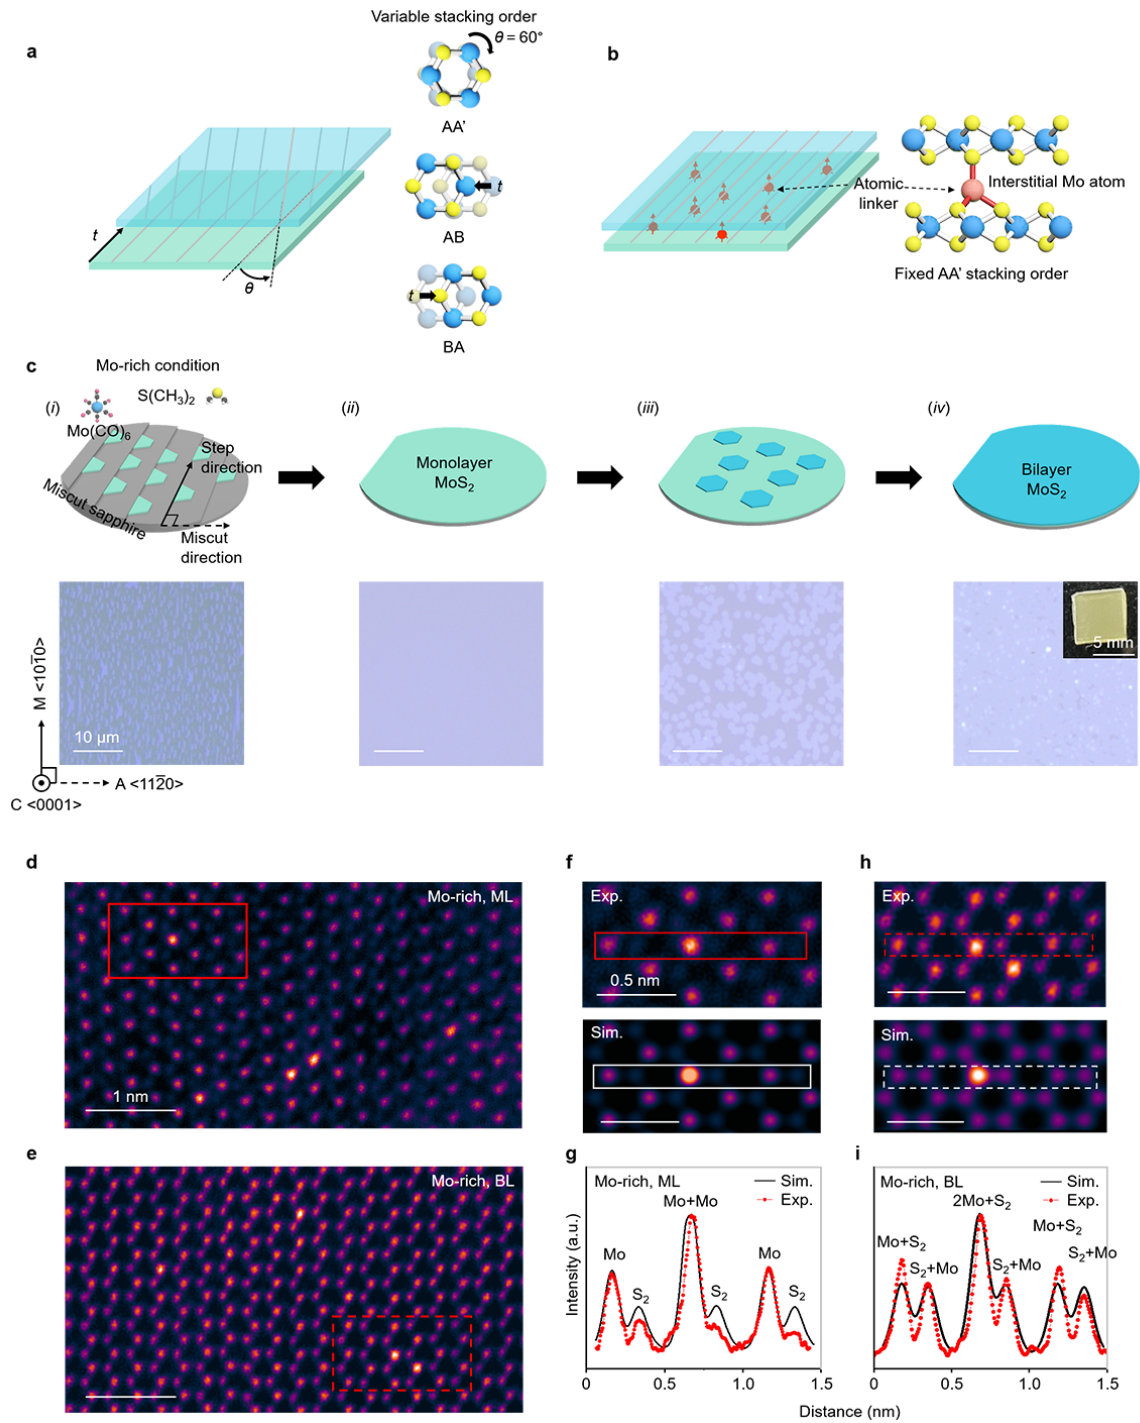 a
Variable stacking order
θ = 60°
AA'
t
AB
t
θ
t
BA
b
Atomic
linker
Interstitial Mo atom
Fixed AA' stacking order
c
Mo-rich condition
(i)
S(CH₃)₂
Mo(CO)₆
Step
direction
Miscut sapphire
Miscut
direction
(ii)
Monolayer
MoS₂
(iii)
(iv)
Bilayer
MoS₂
5 mm
M <101̄0>
10 µm
A <112̄0>
C <0001>
d
Mo-rich, ML
1 nm
e
Mo-rich, BL
f
Exp.
0.5 nm
Sim.
h
Exp.
Sim.
g
Mo-rich, ML
Sim.
Exp.
Mo+Mo
Mo
S₂
S₂
Mo
S₂
Intensity (a.u.)
0
0.5
1.0
1.5
i
Mo-rich, BL
Sim.
Exp.
2Mo+S₂
Mo+S₂
S₂+Mo
S₂+Mo
Mo+S₂
S₂+Mo
0
0.5
1.0
1.5
Distance (nm)